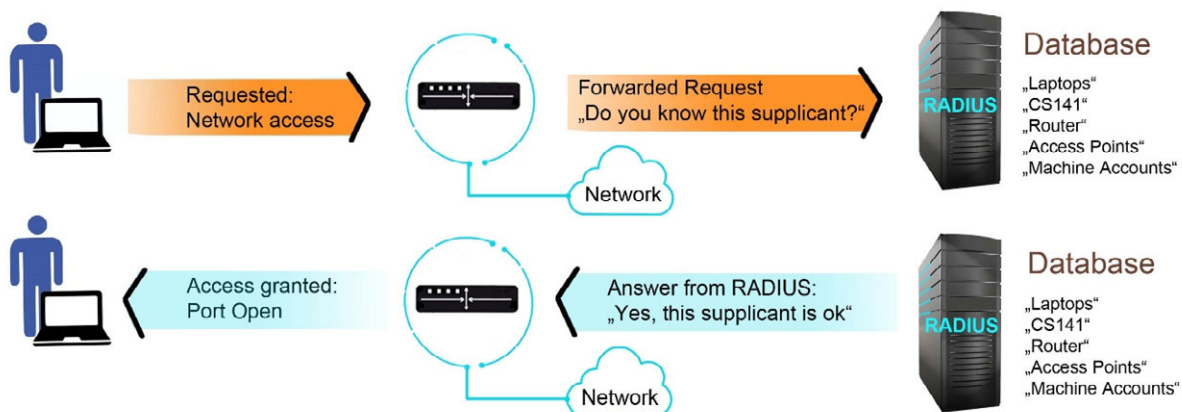 Requested:
Network access
Forwarded Request
„Do you know this supplicant?“
Network
RADIUS
Database
„Laptops“
„CS141“
„Router“
„Access Points“
„Machine Accounts“
Access granted:
Port Open
Answer from RADIUS:
„Yes, this supplicant is ok“
Network
RADIUS
Database
„Laptops“
„CS141“
„Router“
„Access Points“
„Machine Accounts“